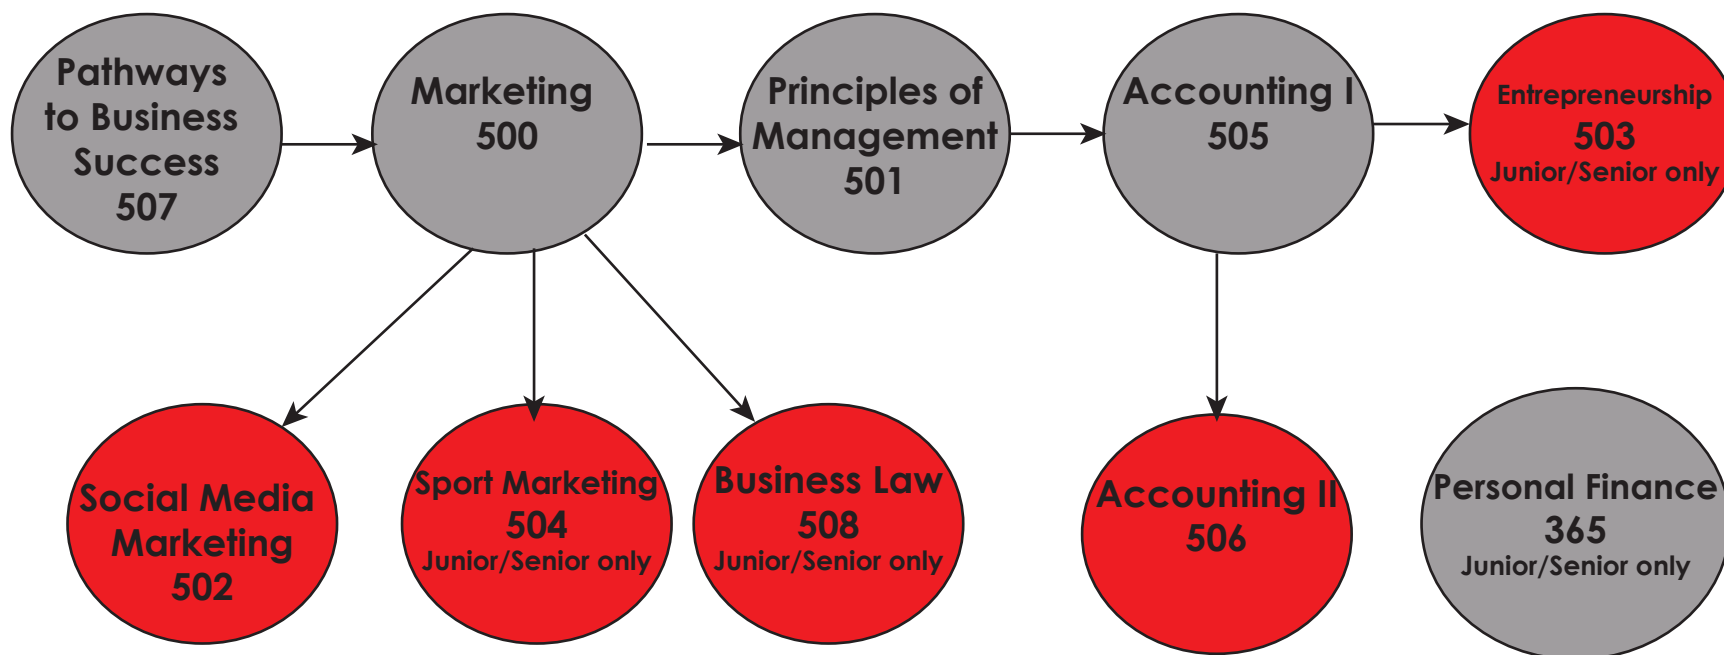 Pathways
to Business
Success
507
Marketing
500
Principles of
Management
501
Accounting I
505
Entrepreneurship
503
Junior/Senior only
Social Media
Marketing
502
Sport Marketing
504
Junior/Senior only
Business Law
508
Junior/Senior only
Accounting II
506
Personal Finance
365
Junior/Senior only